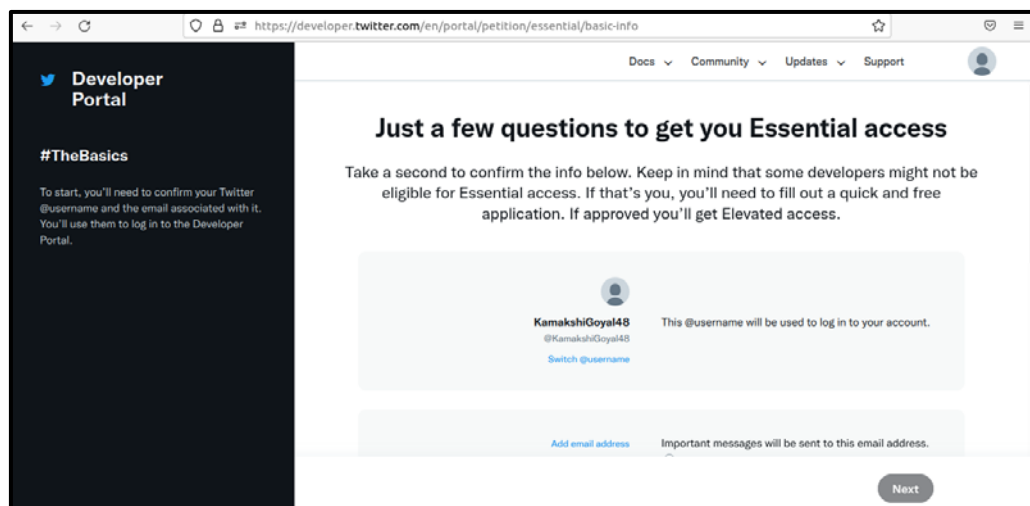 https://developer.twitter.com/en/portal/petition/essential/basic-info
Developer
Portal
Docs Community Updates Support
#TheBasics
To start, you'll need to confirm your Twitter
@username and the email associated with it.
You'll use them to log in to the Developer
Portal.
Just a few questions to get you Essential access
Take a second to confirm the info below. Keep in mind that some developers might not be
eligible for Essential access. If that's you, you'll need to fill out a quick and free
application. If approved you'll get Elevated access.
KamakshiGoyal48
@KamakshiGoyal48
Switch @username
This @username will be used to log in to your account.
Add email address
Important messages will be sent to this email address.
Next